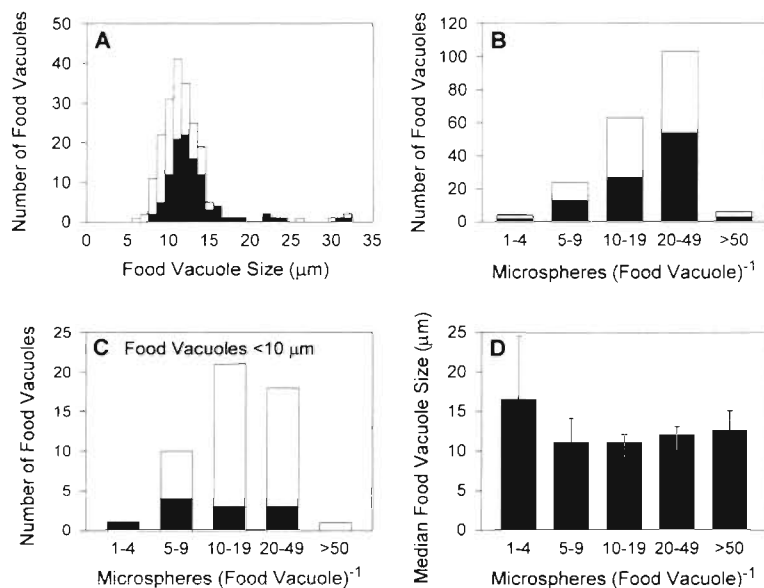 A
Number of Food Vacuoles
50
40
30
20
10
0
0 5 10 15 20 25 30 35
Food Vacuole Size (μm)
B
Number of Food Vacuoles
120
100
80
60
40
20
0
1-4 5-9 10-19 20-49 >50
Microspheres (Food Vacuole)⁻¹
C Food Vacuoles <10 μm
Number of Food Vacuoles
25
20
15
10
5
0
1-4 5-9 10-19 20-49 >50
Microspheres (Food Vacuole)⁻¹
D
Median Food Vacuole Size (μm)
25
20
15
10
5
0
1-4 5-9 10-19 20-49 >50
Microspheres (Food Vacuole)⁻¹